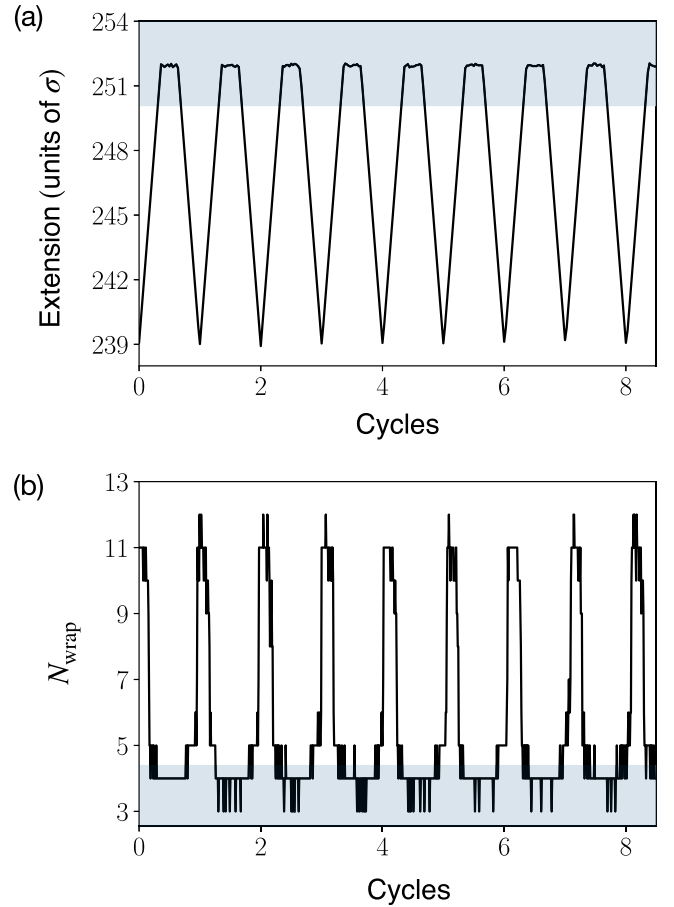 (a)
254
251
248
245
242
239
Extension (units of σ)
0 2 4 6 8
Cycles
(b)
13
11
9
7
5
3
N_wrap
0 2 4 6 8
Cycles